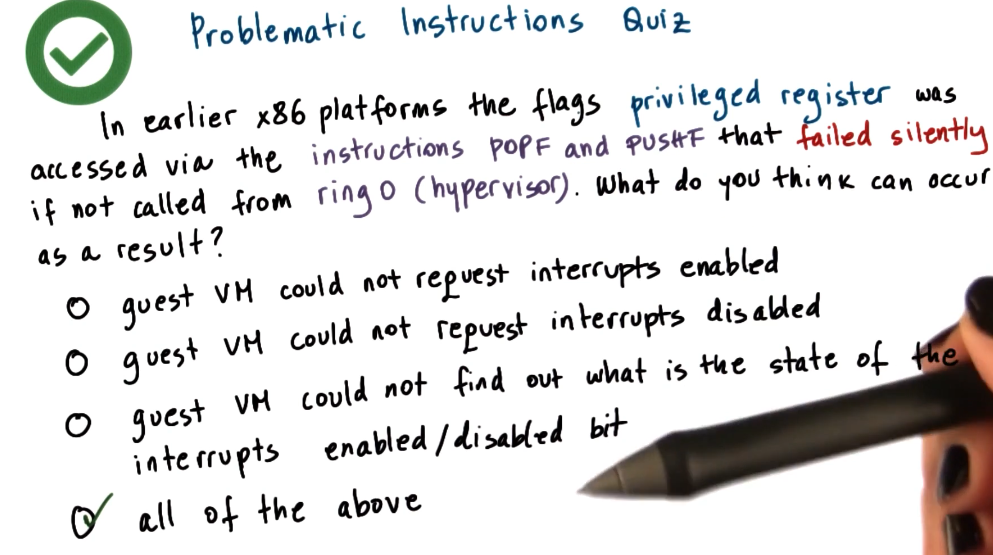 Problematic Instructions Quiz
In earlier x86 platforms the flags privileged register was
accessed via the instructions POPF and PUSHF that failed silently
if not called from ring 0 (hypervisor). What do you think can occur
as a result?
guest VM could not request interrupts enabled
guest VM could not request interrupts disabled
guest VM could not find out what is the state of the
interrupts enabled/disabled bit
all of the above